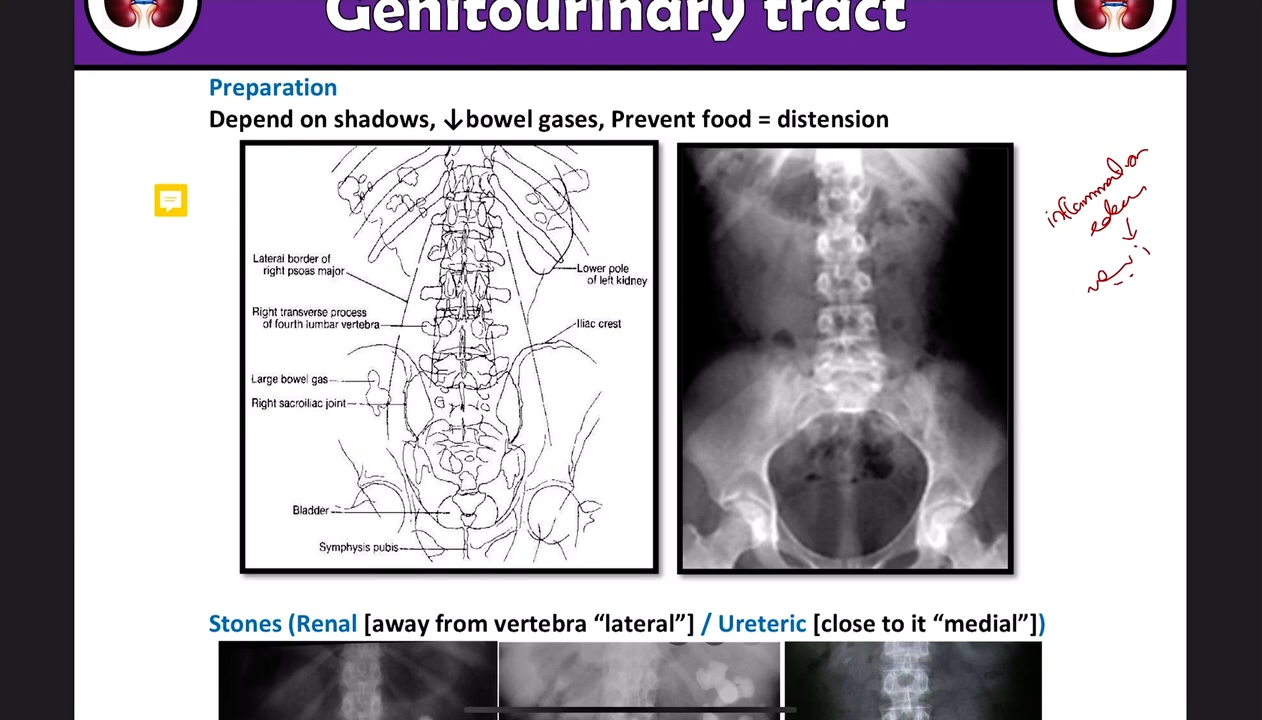 Genitourinary tract
Preparation
Depend on shadows, ↓bowel gases, Prevent food = distension
Lateral border of
right psoas major
Right transverse process
of fourth lumbar vertebra
Large bowel gas
Right sacroiliac joint
Bladder
Symphysis pubis
Lower pole
of left kidney
Iliac crest
inflammation
edema
↓
Stones (Renal [away from vertebra “lateral”] / Ureteric [close to it “medial”])